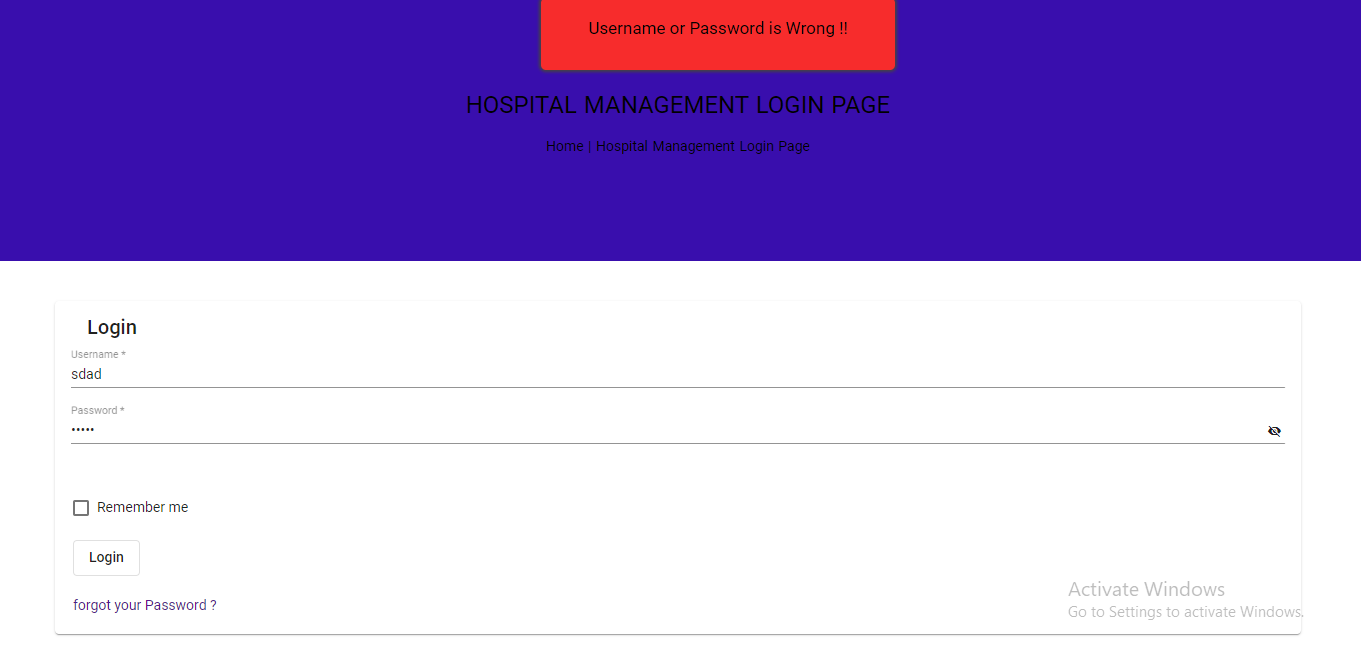 Username or Password is Wrong !!
HOSPITAL MANAGEMENT LOGIN PAGE
Home | Hospital Management Login Page
Login
Username *
sdad
Password *
•••••
Remember me
Login
forgot your Password ?
Activate Windows
Go to Settings to activate Windows.